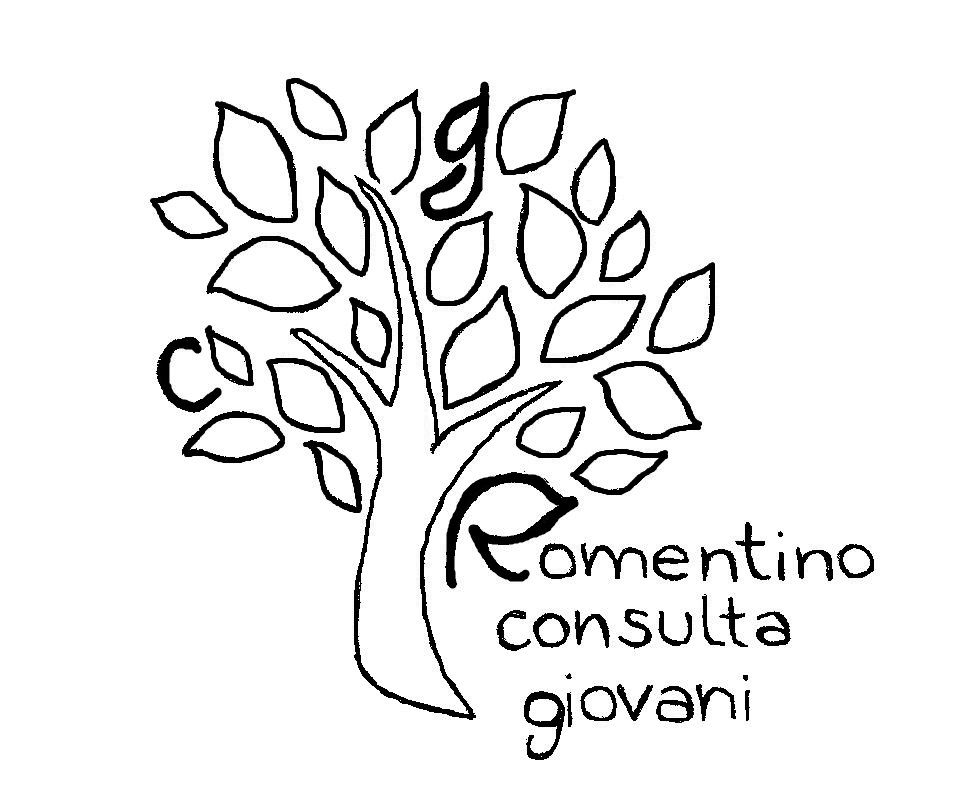 g
c
Romentino
consulta
giovani